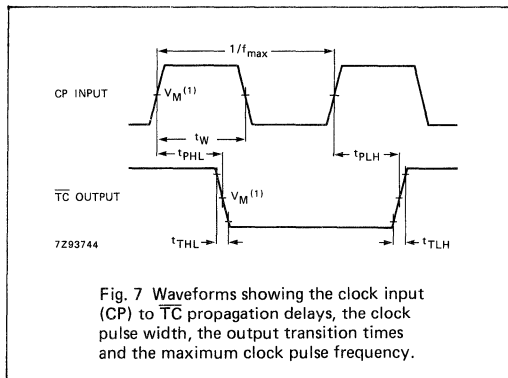 1/fmax
CP INPUT
VM(1)
tW
tPHL
tPLH
TC OUTPUT
VM(1)
7Z93744
tTHL
tTLH
Fig. 7 Waveforms showing the clock input
(CP) to TC propagation delays, the clock
pulse width, the output transition times
and the maximum clock pulse frequency.